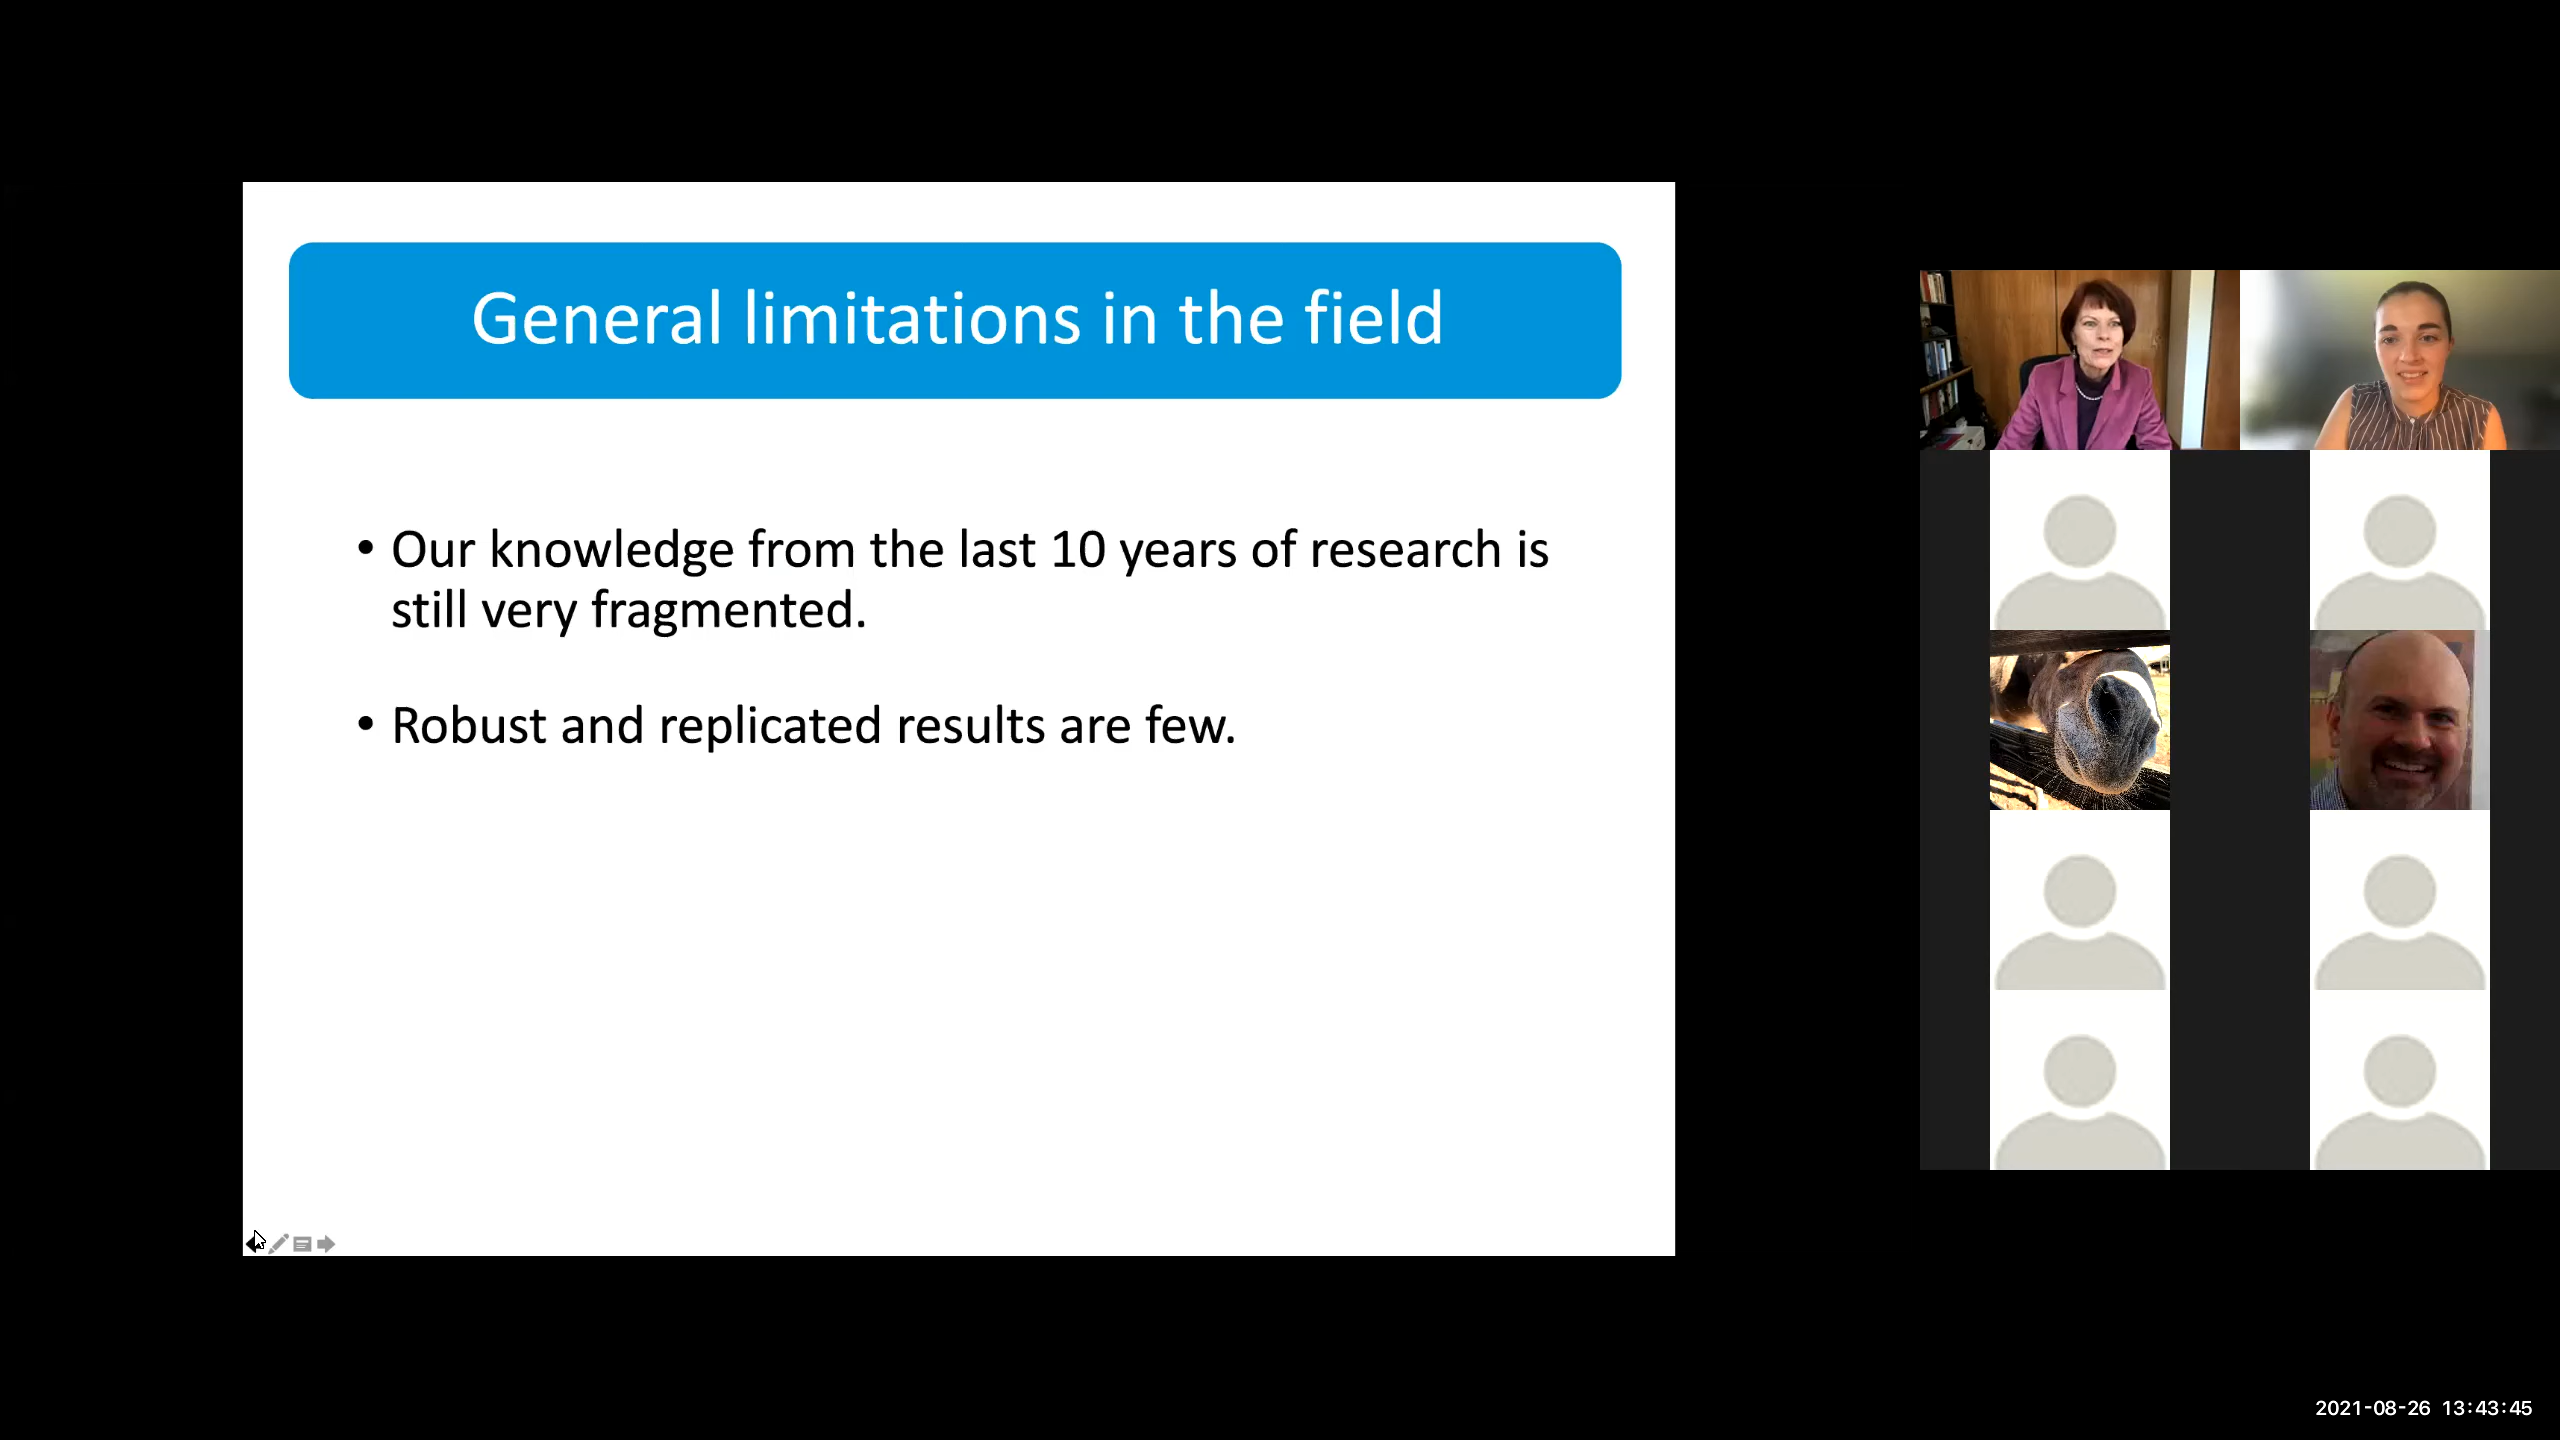 General limitations in the field
• Our knowledge from the last 10 years of research is
still very fragmented.
• Robust and replicated results are few.
2021-08-26 13:43:45